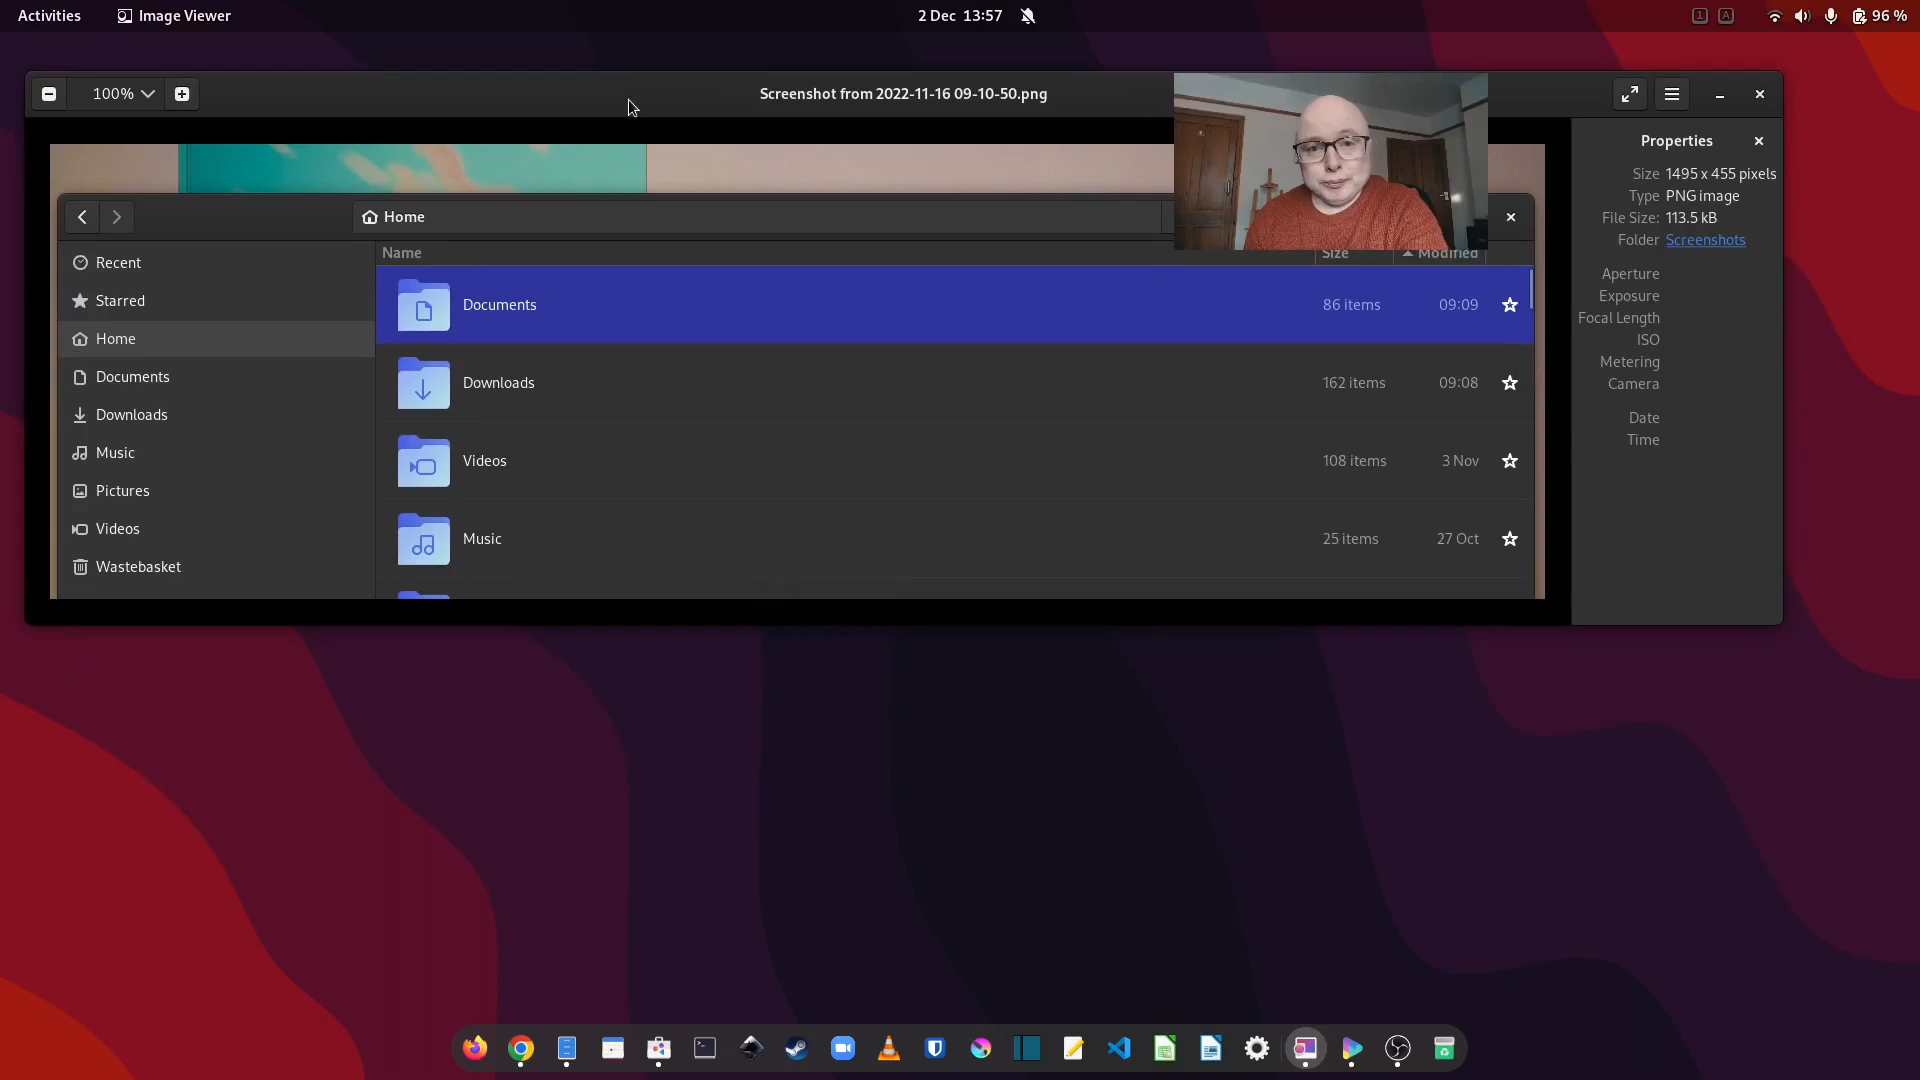 Activities
Image Viewer
2 Dec 13:57
1
A
96 %
100%
Screenshot from 2022-11-16 09-10-50.png
Home
Name
Size
Modified
Recent
Starred
Home
Documents
Downloads
Music
Pictures
Videos
Wastebasket
Documents 86 items 09:09
Downloads 162 items 09:08
Videos 108 items 3 Nov
Music 25 items 27 Oct
Properties
Size 1495 x 455 pixels
Type PNG image
File Size: 113.5 kB
Folder Screenshots
Aperture
Exposure
Focal Length
ISO
Metering
Camera
Date
Time